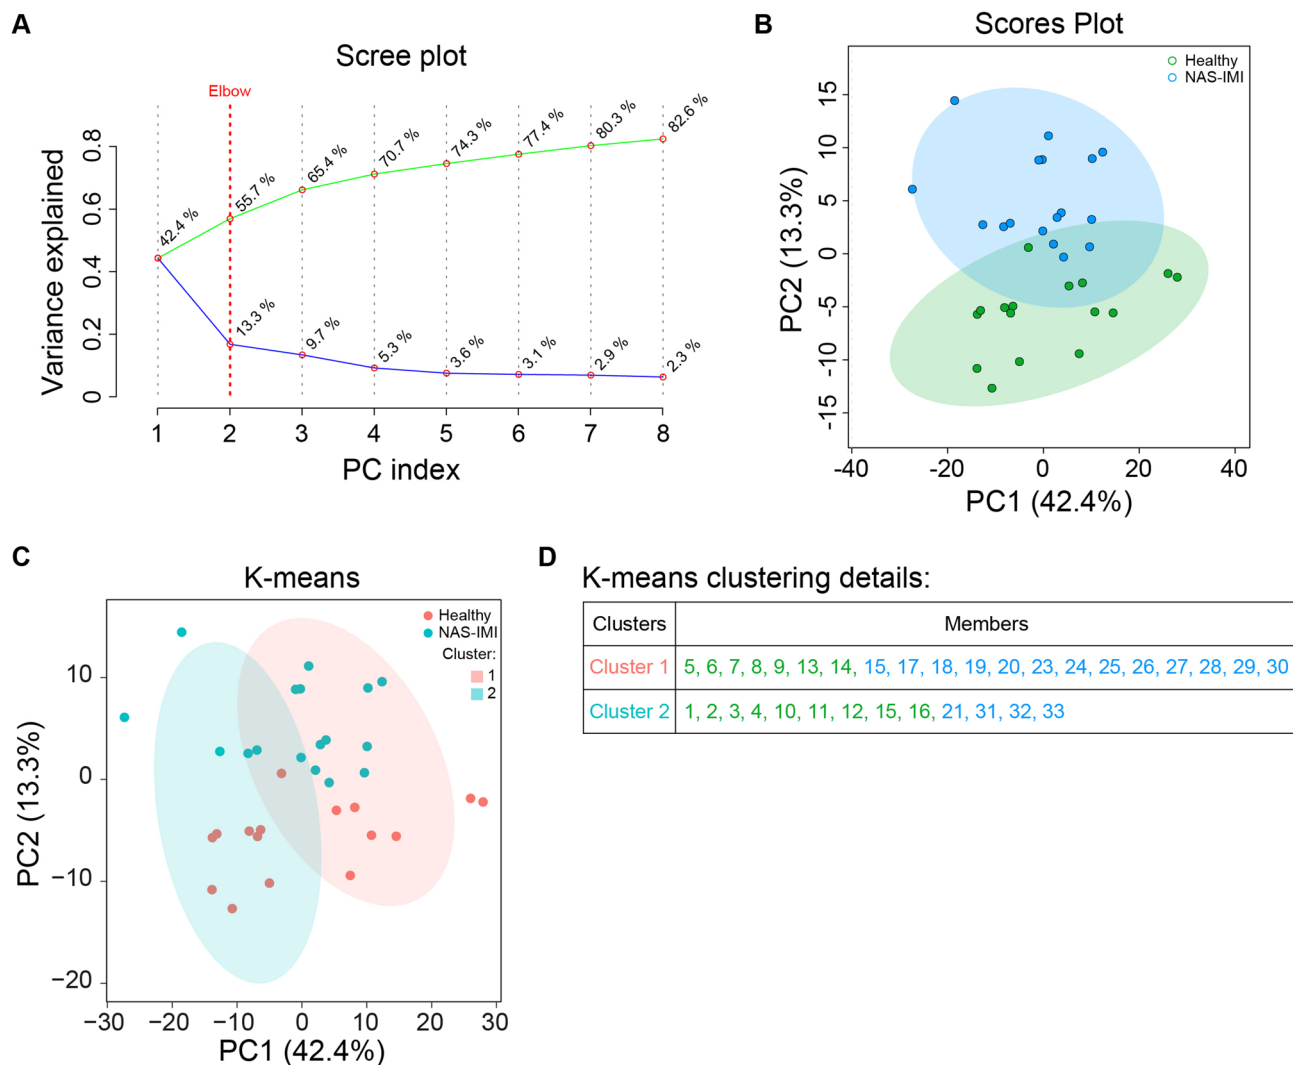 A
Scree plot
Elbow
42.4 %
55.7 %
65.4 %
70.7 %
74.3 %
77.4 %
80.3 %
82.6 %
13.3 %
9.7 %
5.3 %
3.6 %
3.1 %
2.9 %
2.3 %
0.8
0.6
0.4
0.2
0
Variance explained
1 2 3 4 5 6 7 8
PC index
B
Scores Plot
Healthy
NAS-IMI
15
10
5
0
-5
-10
-15
PC2 (13.3%)
-40 -20 0 20 40
PC1 (42.4%)
C
K-means
Healthy
NAS-IMI
Cluster:
1
2
10
0
−10
−20
PC2 (13.3%)
−30 −20 −10 0 10 20 30
PC1 (42.4%)
D
K-means clustering details:
Clusters Members
Cluster 1 5, 6, 7, 8, 9, 13, 14, 15, 17, 18, 19, 20, 23, 24, 25, 26, 27, 28, 29, 30
Cluster 2 1, 2, 3, 4, 10, 11, 12, 15, 16, 21, 31, 32, 33